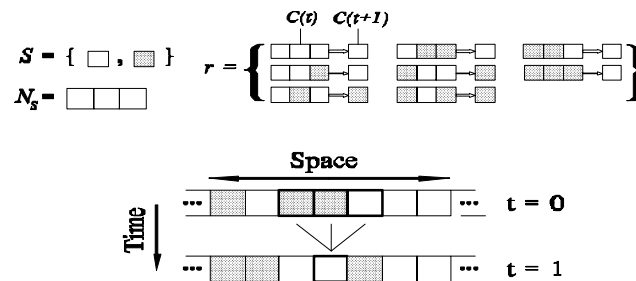 C(t) C(t+1)
S = { , }
r = { }
N_S =
Space
... ... t = 0
Time
... ... t = 1